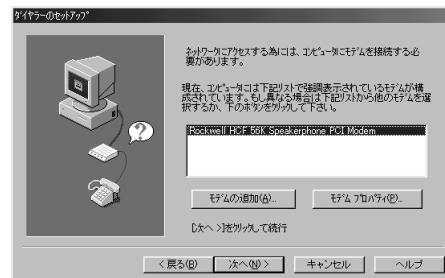 ﾀﾞｲﾔﾗｰのｾｯﾄｱｯﾌﾟ
ﾈｯﾄﾜｰｸにｱｸｾｽする為には、ｺﾝﾋﾟｭｰﾀにﾓﾃﾞﾑを接続する必
要があります。
現在、ｺﾝﾋﾟｭｰﾀには下記ﾘｽﾄで強調表示されているﾓﾃﾞﾑが構
成されています。もし異なる場合は下記ﾘｽﾄから他のﾓﾃﾞﾑを選
択するか、下のﾎﾞﾀﾝをｸﾘｯｸして下さい。
Rockwell HCF 56K Speakerphone PCI Modem
ﾓﾃﾞﾑの追加(A)...
ﾓﾃﾞﾑ ﾌﾟﾛﾊﾟﾃｨ(P)...
[次へ >]をｸﾘｯｸして続行
< 戻る(B)
次へ(N) >
キャンセル
ヘルプ